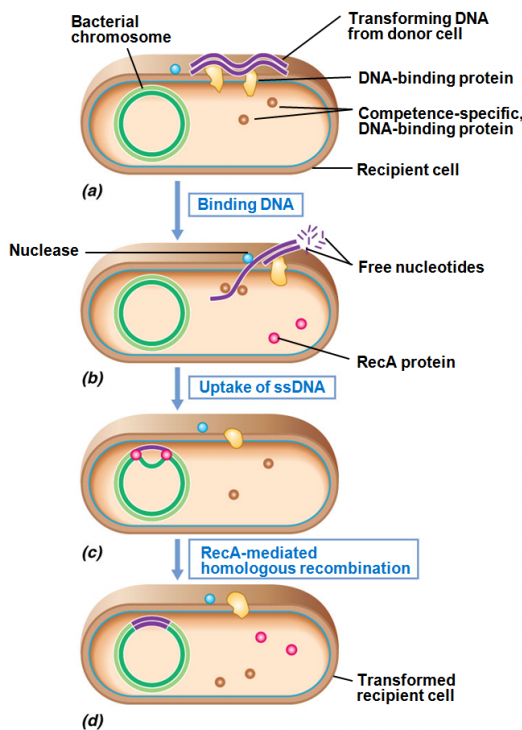 Bacterial
chromosome
Transforming DNA
from donor cell
DNA-binding protein
Competence-specific,
DNA-binding protein
Recipient cell
(a)
Binding DNA
Nuclease
Free nucleotides
RecA protein
(b)
Uptake of ssDNA
(c)
RecA-mediated
homologous recombination
Transformed
recipient cell
(d)